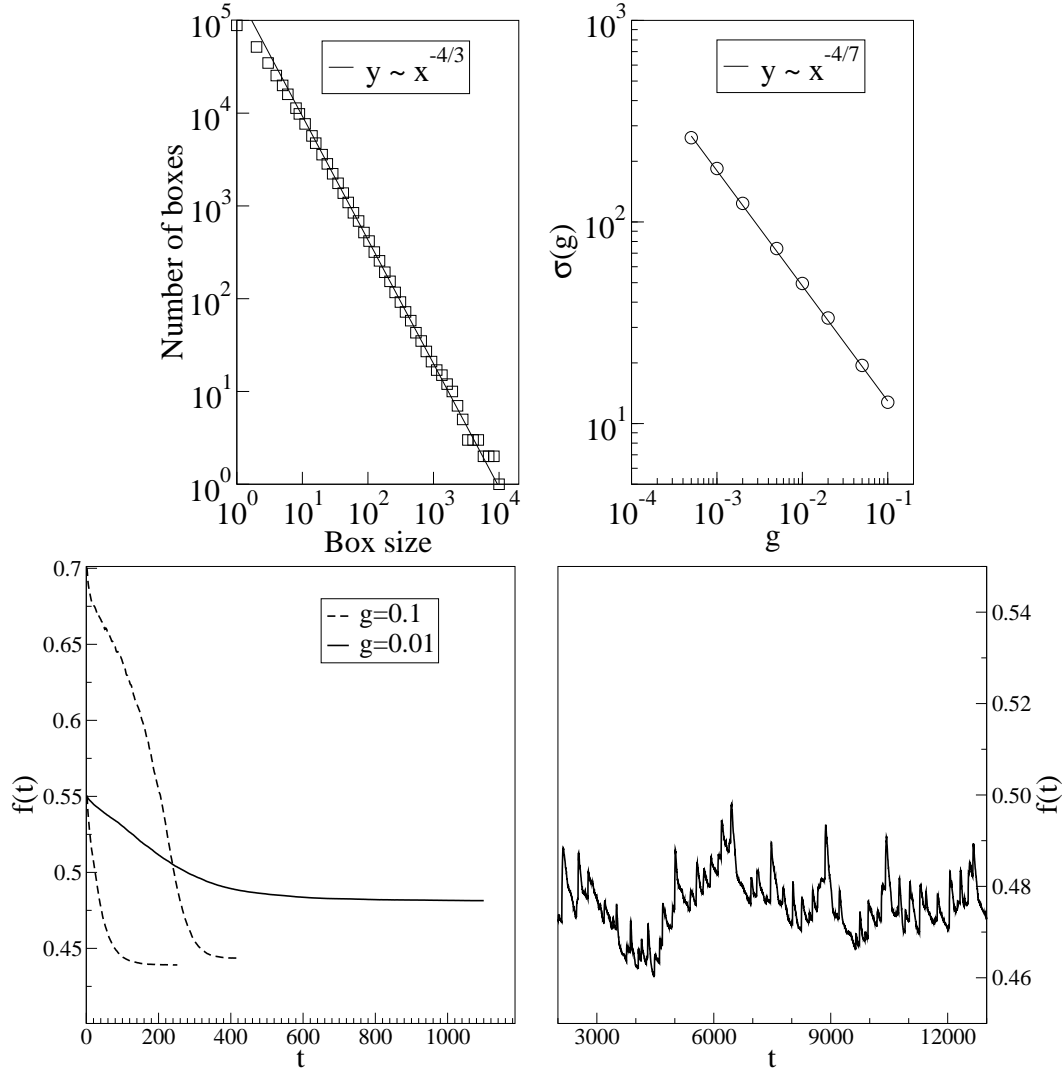 10^5
10^4
10^3
10^2
10^1
10^0
Number of boxes
y ~ x^-4/3
10^0 10^1 10^2 10^3 10^4
Box size
10^3
10^2
10^1
σ(g)
y ~ x^-4/7
10^-4 10^-3 10^-2 10^-1
g
0.7
0.65
0.6
0.55
0.5
0.45
f(t)
g=0.1
g=0.01
0 200 400 600 800 1000
t
0.54
0.52
0.50
0.48
0.46
f(t)
3000 6000 9000 12000
t